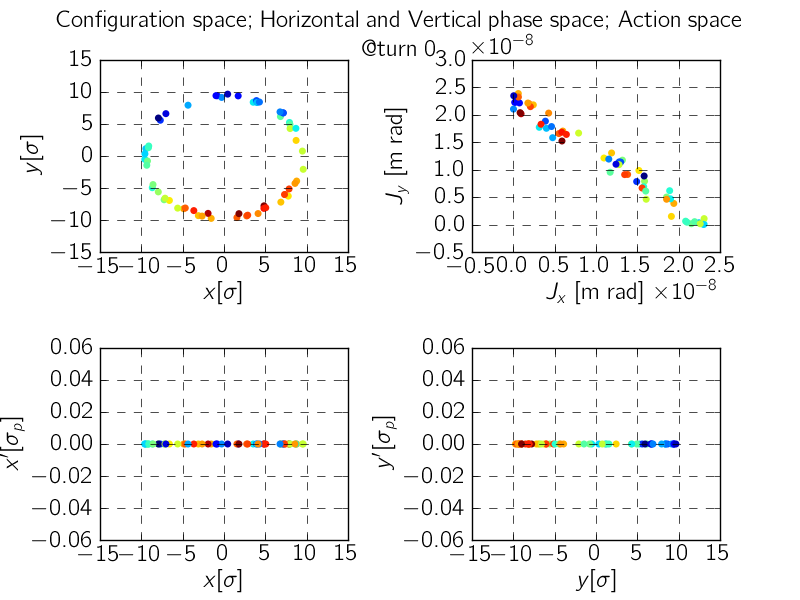 Configuration space; Horizontal and Vertical phase space; Action space
@turn 0
15
10
5
0
−5
−10
−15
−15 −10 −5 0 5 10 15
y[σ]
x[σ]
×10⁻⁸
3.0
2.5
2.0
1.5
1.0
0.5
0.0
−0.5
−0.5 0.0 0.5 1.0 1.5 2.0 2.5
J_y [m rad]
J_x [m rad] ×10⁻⁸
0.06
0.04
0.02
0.00
−0.02
−0.04
−0.06
−15 −10 −5 0 5 10 15
x′[σ_p]
x[σ]
0.06
0.04
0.02
0.00
−0.02
−0.04
−0.06
−15 −10 −5 0 5 10 15
y′[σ_p]
y[σ]